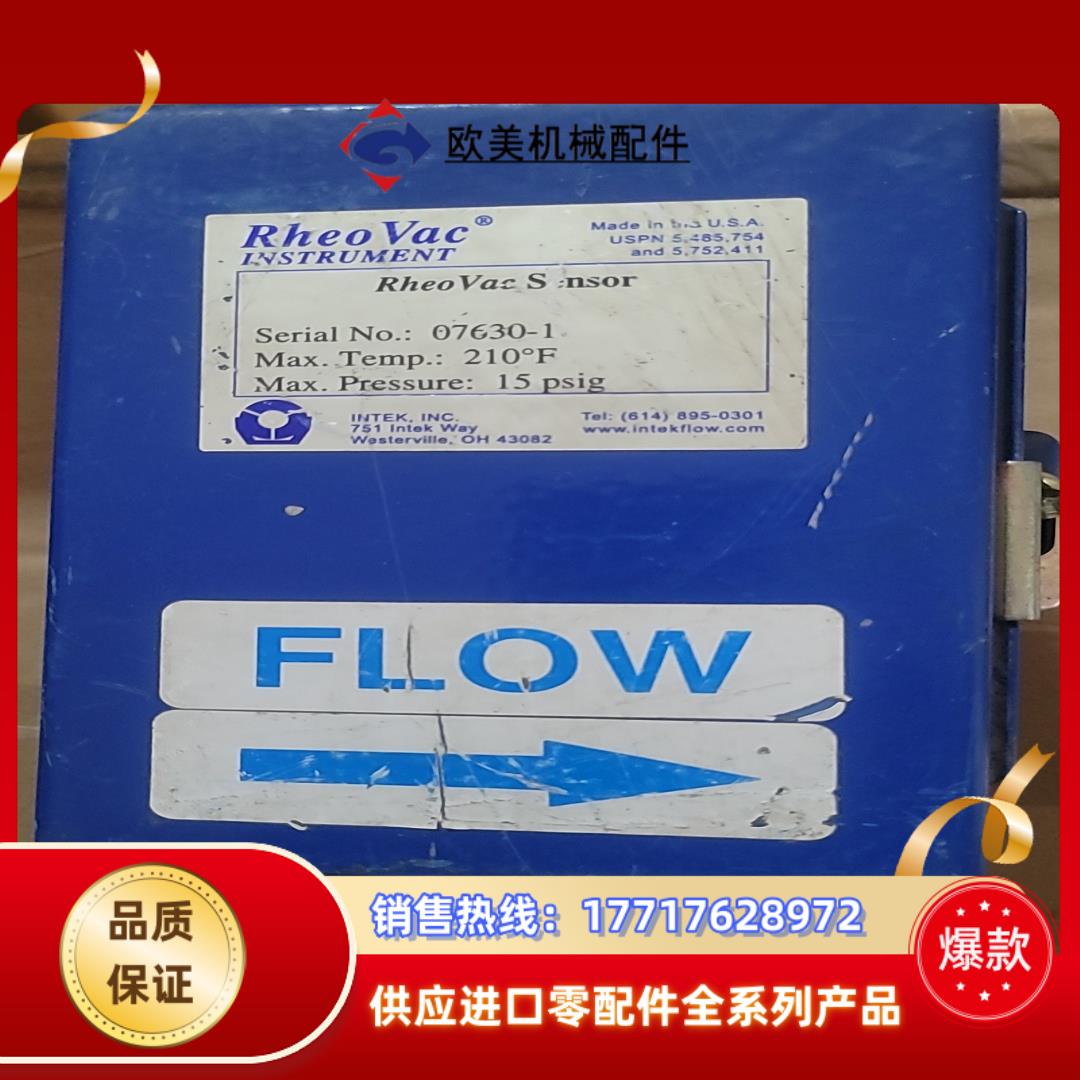 欧美机械配件
RheoVac®
INSTRUMENT
Made in U.S.A.
USPN 5,485,754
and 5,752,411
RheoVac Sensor
Serial No.: 07630-1
Max. Temp.: 210°F
Max. Pressure: 15 psig
INTEK, INC.
751 Intek Way
Westerville, OH 43082
Tel: (614) 895-0301
www.intekflow.com
FLOW
品质
保证
销售热线：17717628972
供应进口零配件全系列产品
爆款